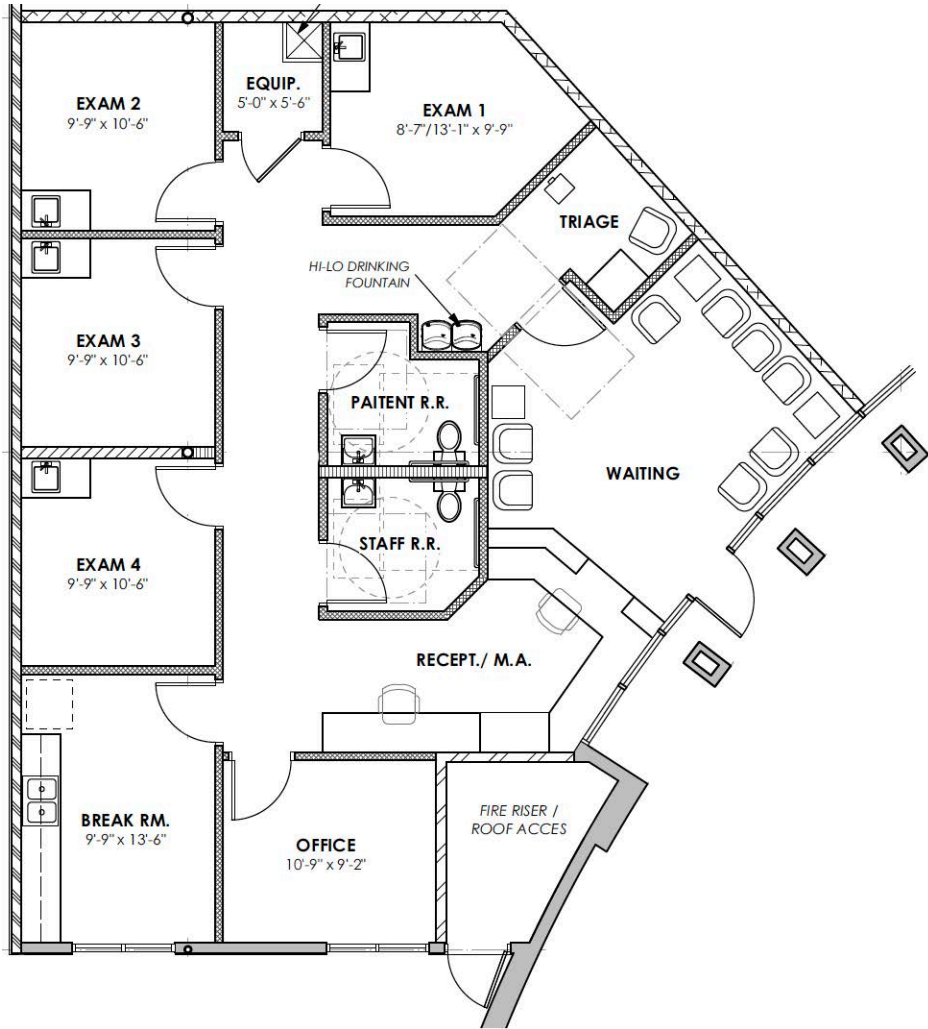 EXAM 2
9'-9" x 10'-6"
EQUIP.
5'-0" x 5'-6"
EXAM 1
8'-7"/13'-1" x 9'-9"
TRIAGE
HI-LO DRINKING
FOUNTAIN
EXAM 3
9'-9" x 10'-6"
PAITENT R.R.
WAITING
STAFF R.R.
EXAM 4
9'-9" x 10'-6"
RECEPT./ M.A.
BREAK RM.
9'-9" x 13'-6"
OFFICE
10'-9" x 9'-2"
FIRE RISER /
ROOF ACCES